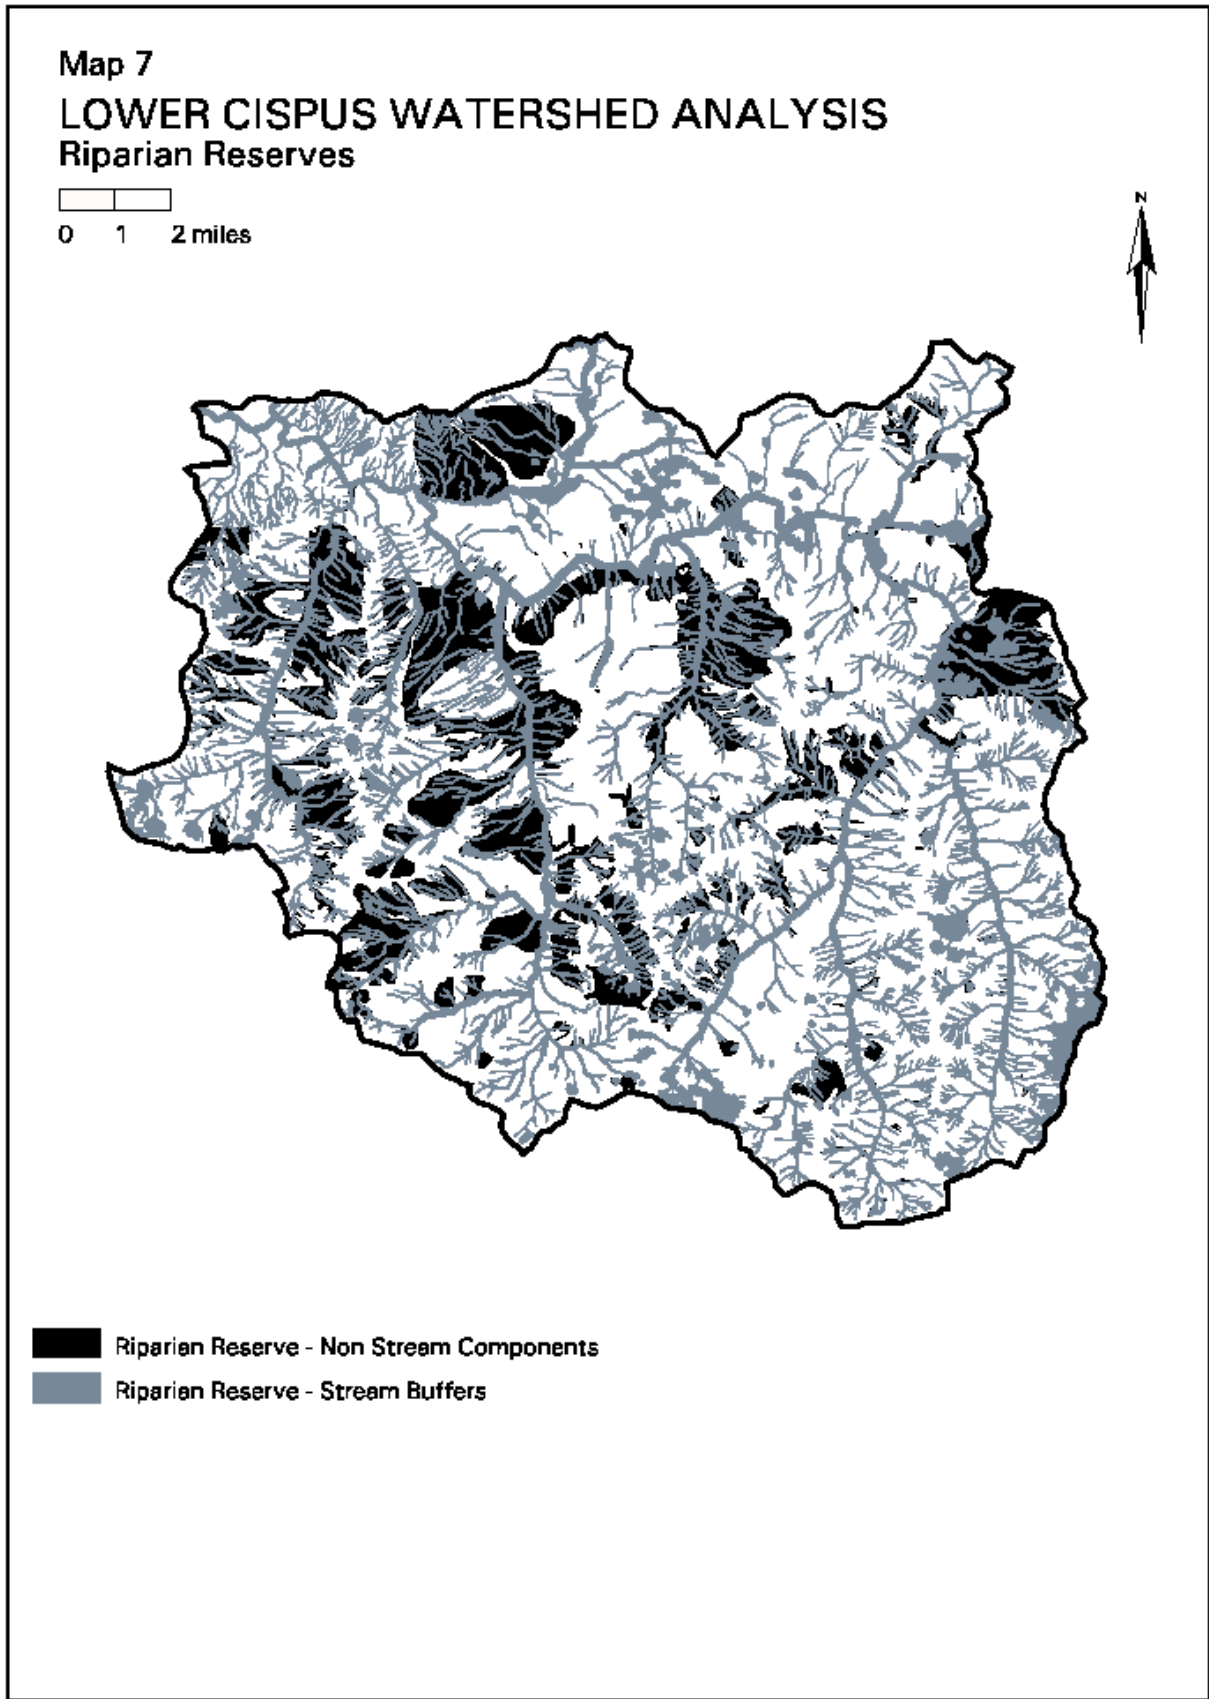 Map 7
LOWER CISPUS WATERSHED ANALYSIS
Riparian Reserves
0 1 2 miles
N
Riparian Reserve - Non Stream Components
Riparian Reserve - Stream Buffers